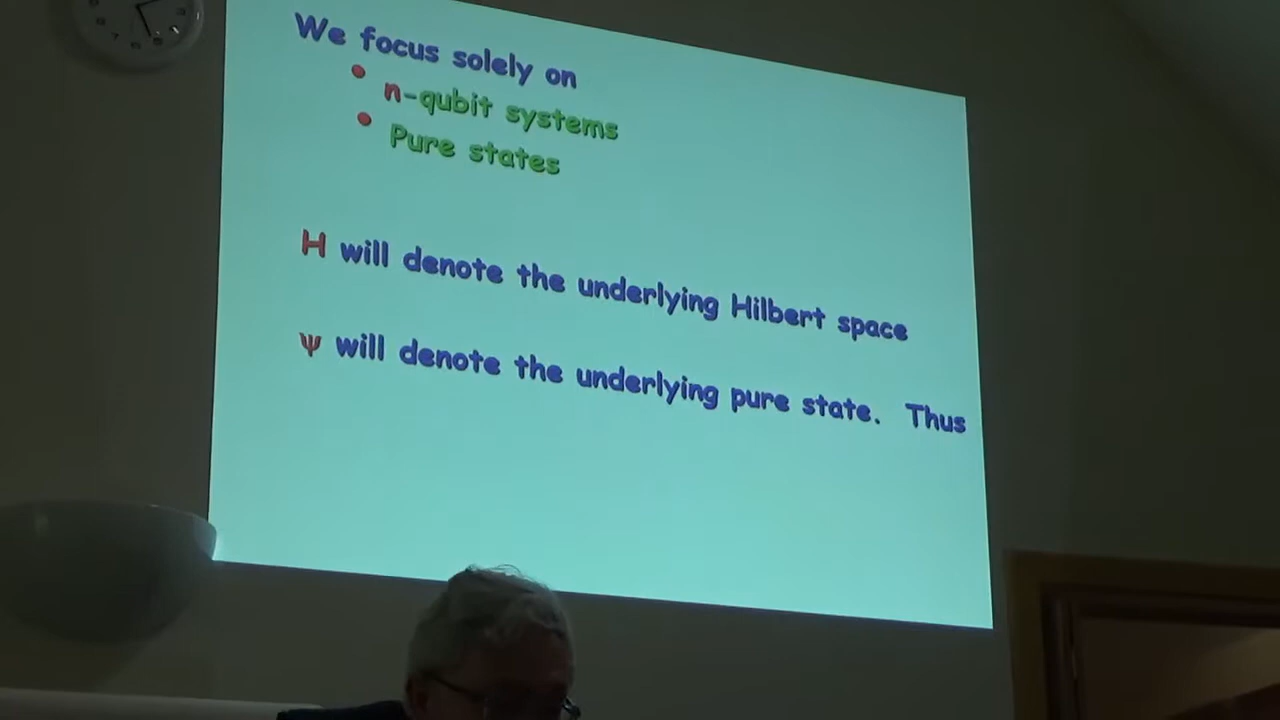 We focus solely on
• n-qubit systems
• Pure states
H will denote the underlying Hilbert space
Ψ will denote the underlying pure state. Thus